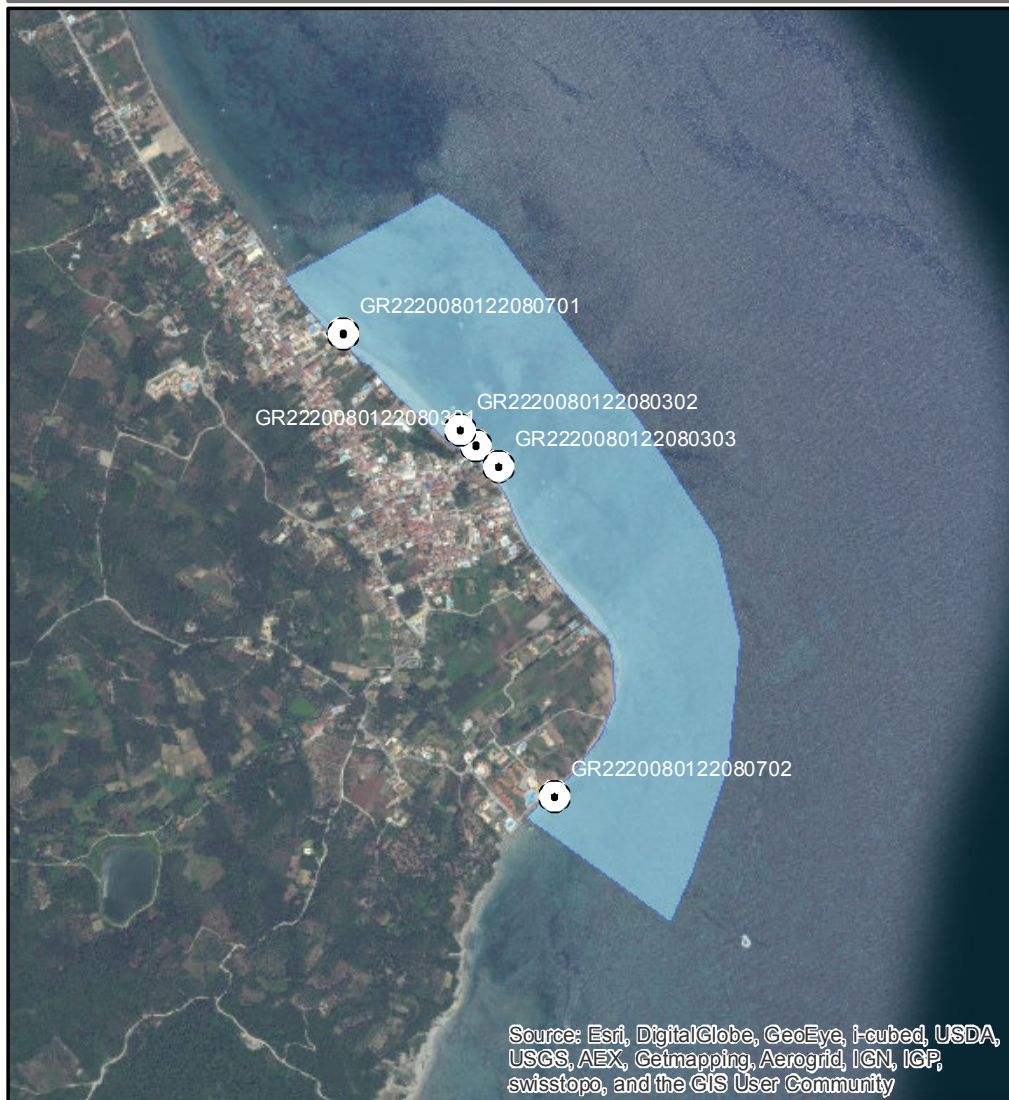 GR2220080122080701
GR2220080122080302
GR2220080122080303
GR2220080122080702
Source: Esri, DigitalGlobe, GeoEye, i-cubed, USDA,
USGS, AEX, Getmapping, Aerogrid, IGN, IGP,
swisstopo, and the GIS User Community